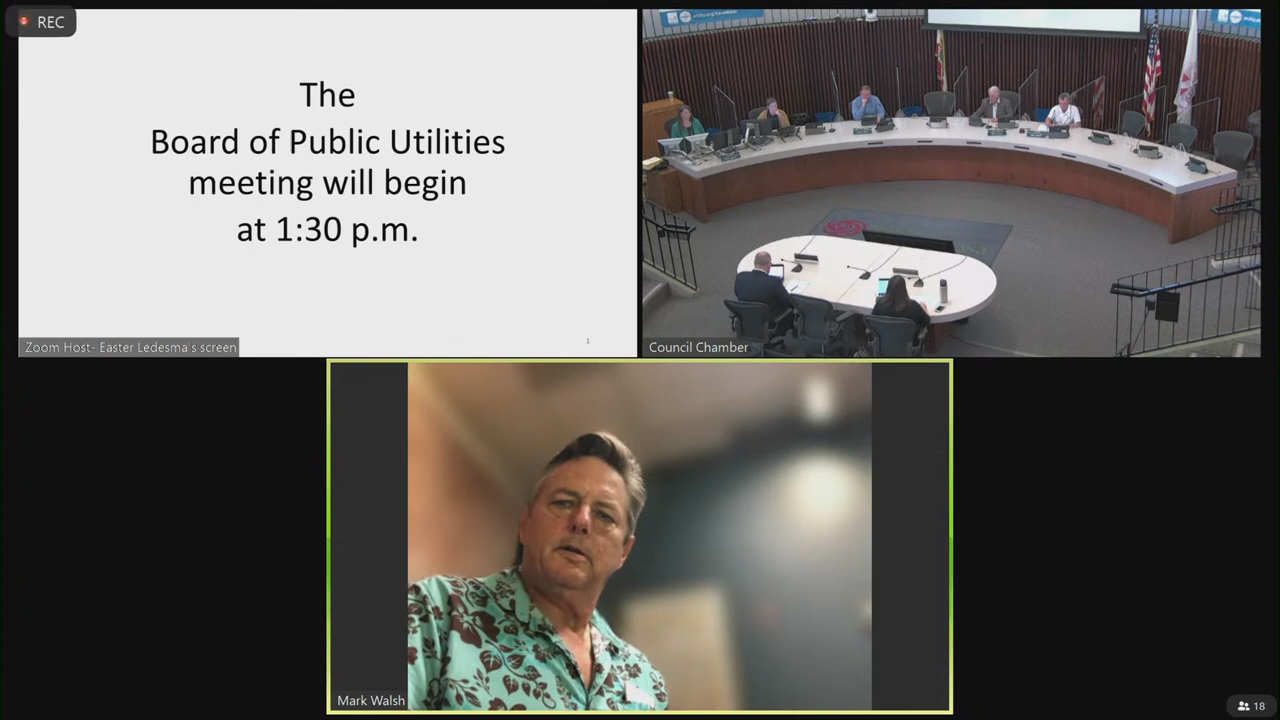 REC
The
Board of Public Utilities
meeting will begin
at 1:30 p.m.
1
Zoom Host- Easter Ledesma's screen
Council Chamber
Mark Walsh
18